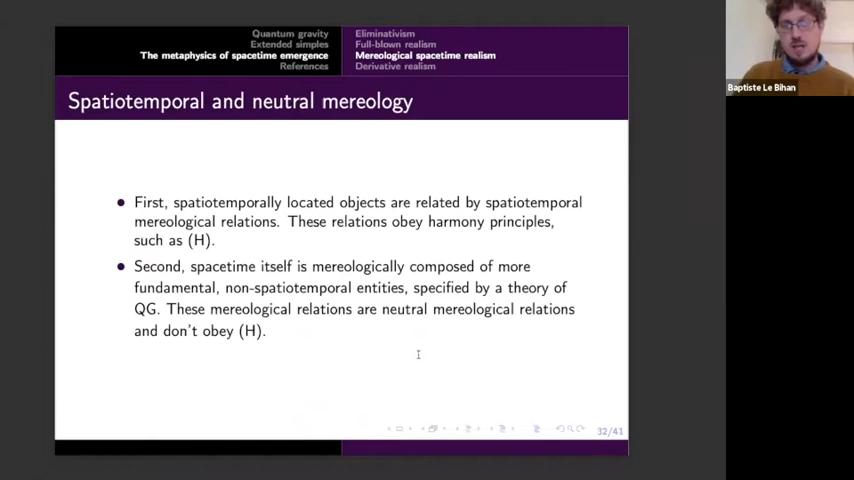 Quantum gravity
Extended simples
The metaphysics of spacetime emergence
References
Eliminativism
Full-blown realism
Mereological spacetime realism
Derivative realism
Spatiotemporal and neutral mereology
• First, spatiotemporally located objects are related by spatiotemporal
mereological relations. These relations obey harmony principles,
such as (H).
• Second, spacetime itself is mereologically composed of more
fundamental, non-spatiotemporal entities, specified by a theory of
QG. These mereological relations are neutral mereological relations
and don't obey (H).
32/41
Baptiste Le Bihan